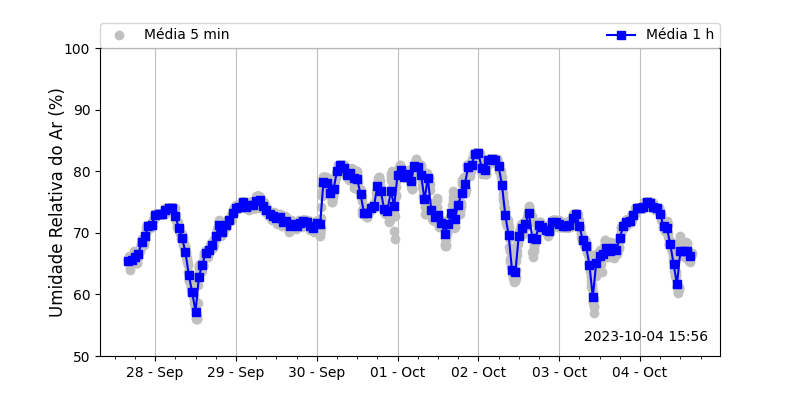 Média 5 min
Média 1 h
Umidade Relativa do Ar (%)
100
90
80
70
60
50
2023-10-04 15:56
28 - Sep
29 - Sep
30 - Sep
01 - Oct
02 - Oct
03 - Oct
04 - Oct